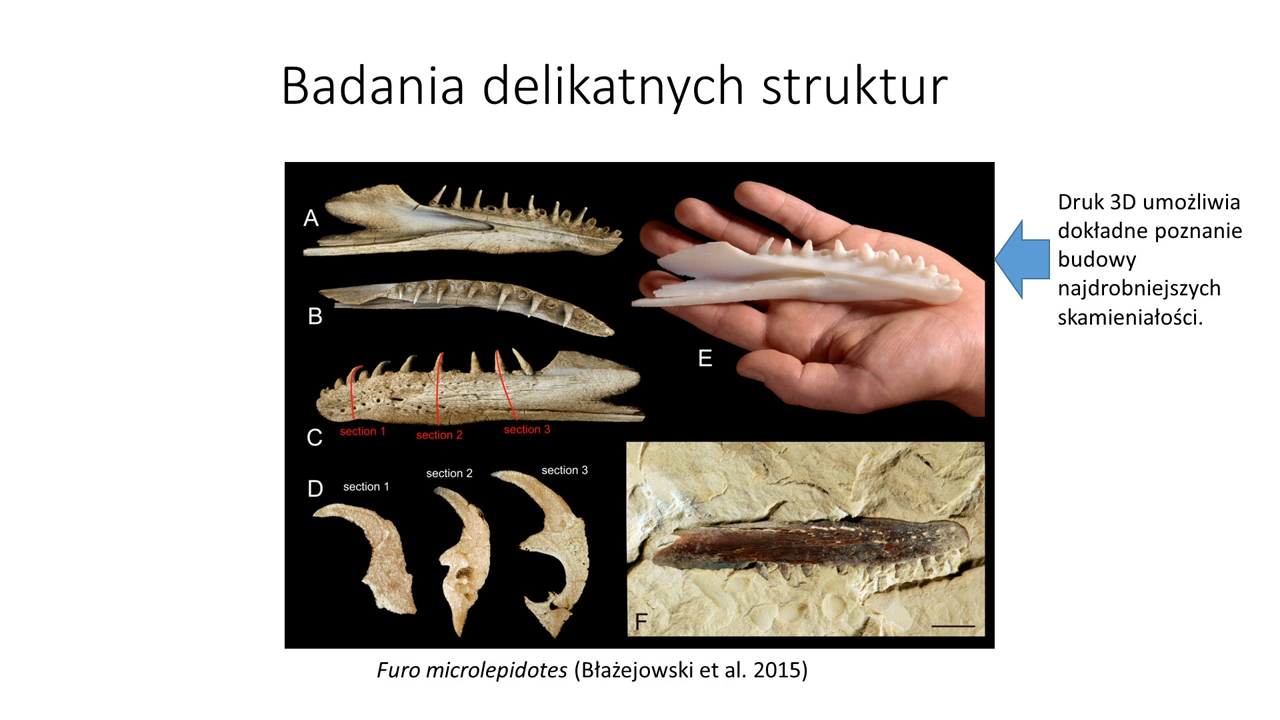 Badania delikatnych struktur
A
B
C
section 1
section 2
section 3
D
section 1
section 2
section 3
E
F
Druk 3D umożliwia
dokładne poznanie
budowy
najdrobniejszych
skamieniałości.
Furo microlepidotes (Błażejowski et al. 2015)